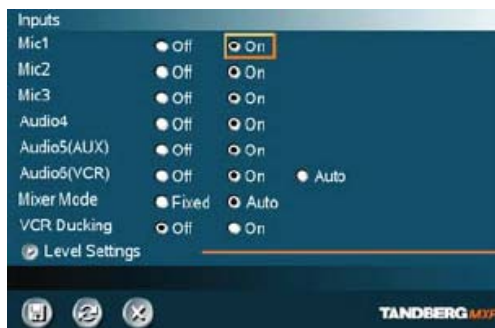 Inputs
Mic1 Off On
Mic2 Off On
Mic3 Off On
Audio4 Off On
Audio5(AUX) Off On
Audio6(VCR) Off On Auto
Mixer Mode Fixed Auto
VCR Ducking Off On
Level Settings
TANDBERG MXP